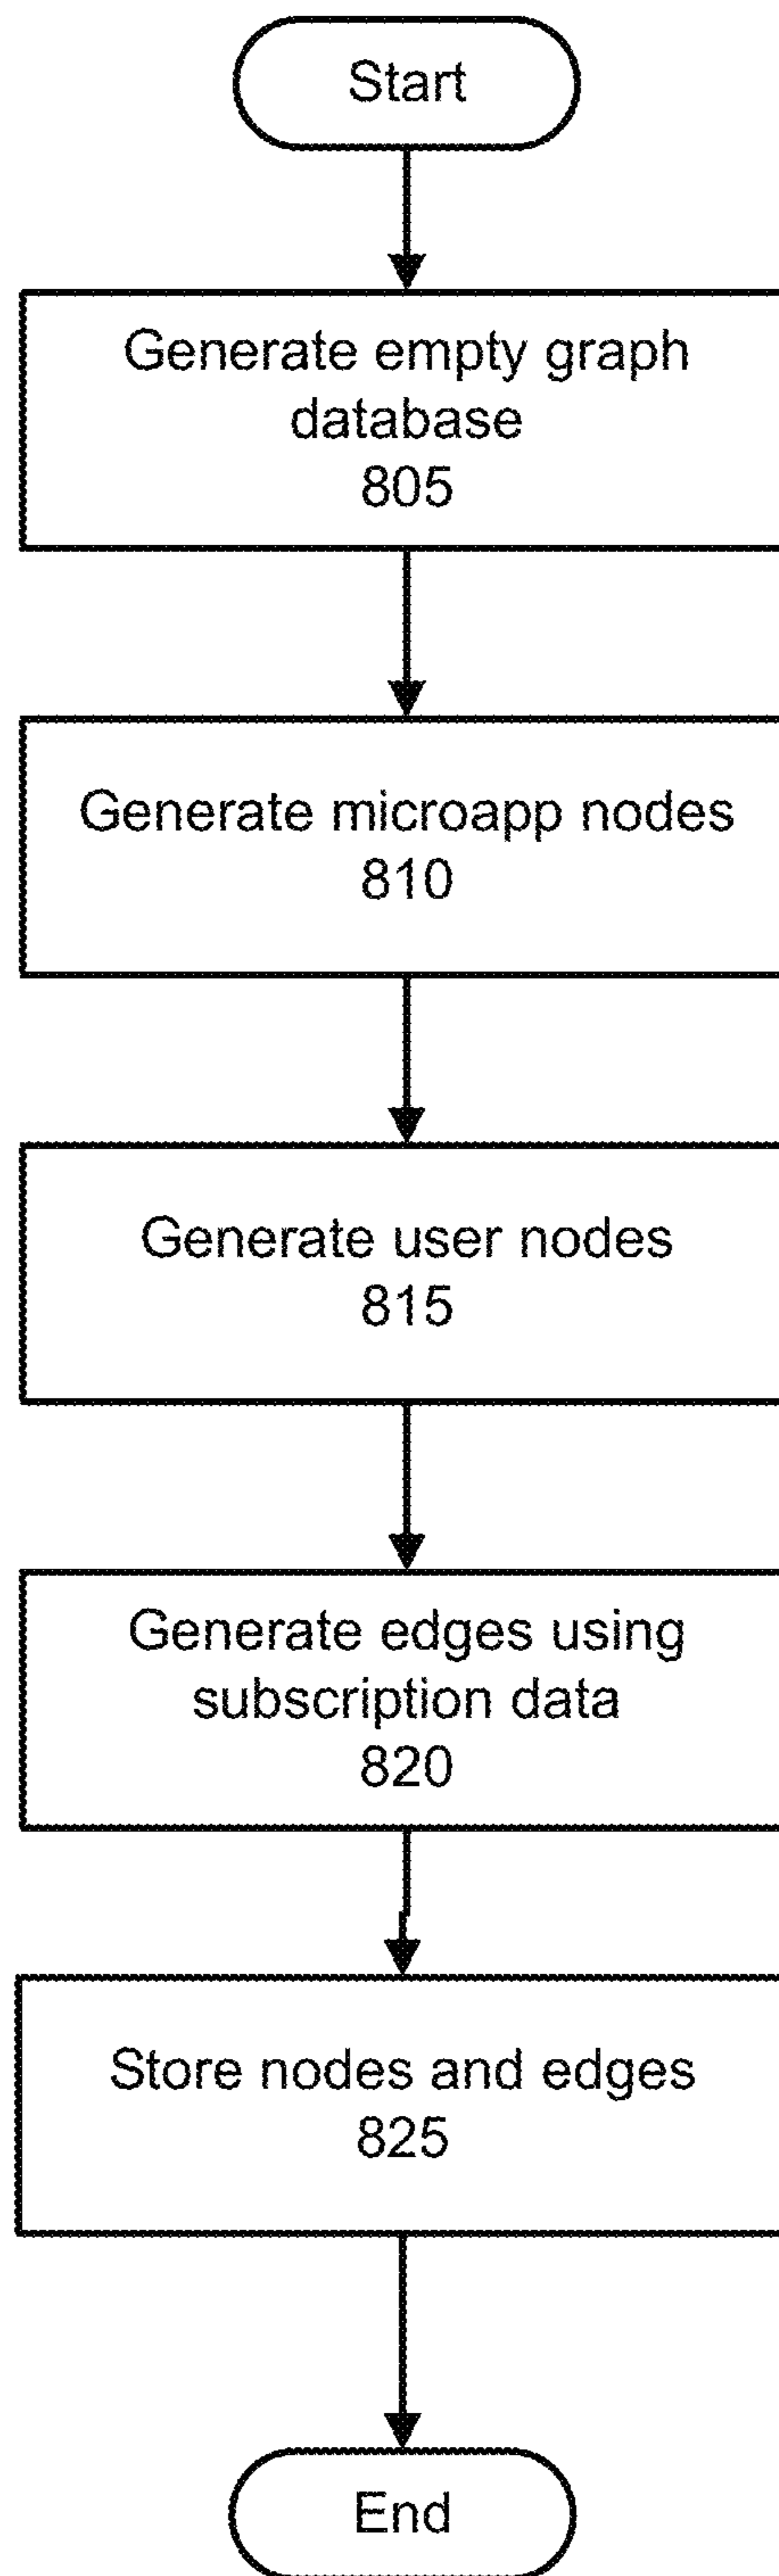 Start
Generate empty graph
database
805
Generate microapp nodes
810
Generate user nodes
815
Generate edges using
subscription data
820
Store nodes and edges
825
End